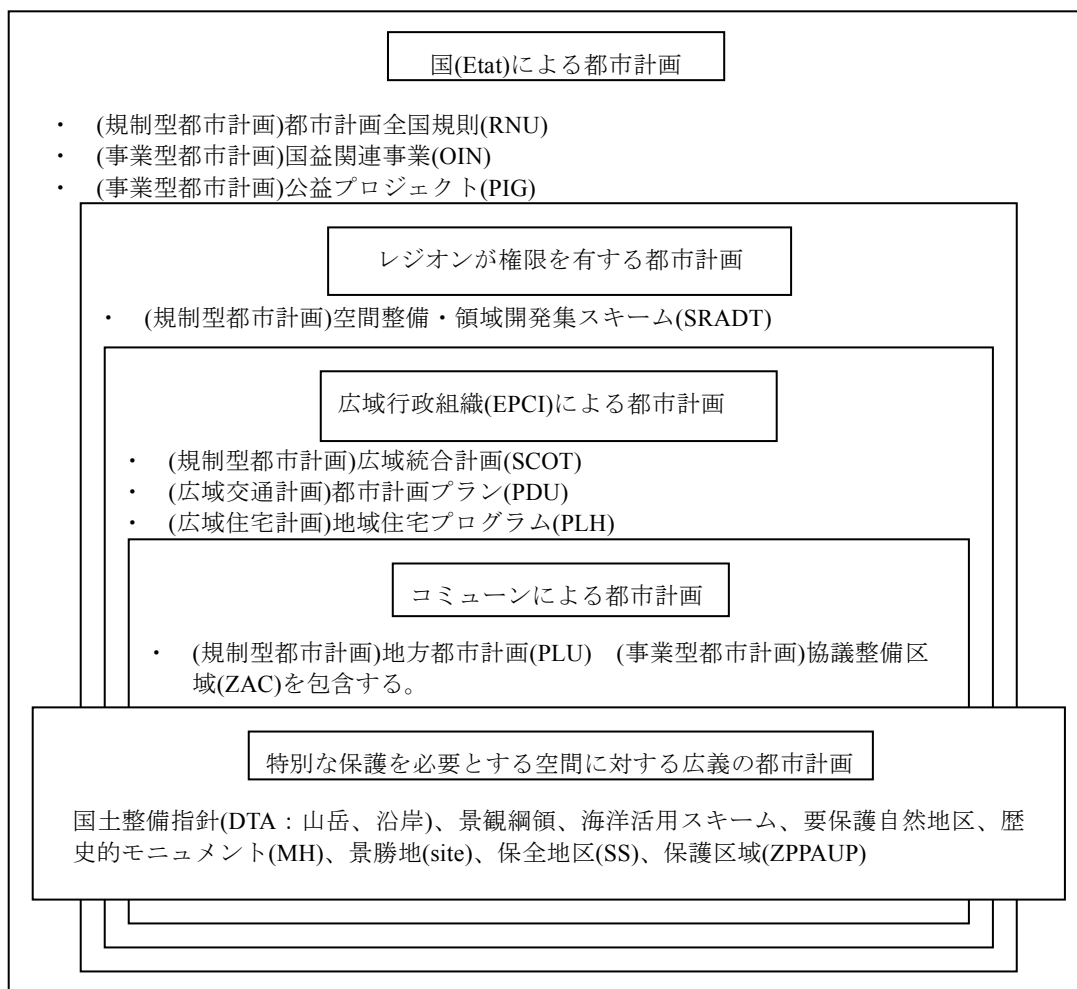 国(Etat)による都市計画
・ (規制型都市計画)都市計画全国規則(RNU)
・ (事業型都市計画)国益関連事業(OIN)
・ (事業型都市計画)公益プロジェクト(PIG)
レジオンが権限を有する都市計画
・ (規制型都市計画)空間整備・領域開発集スキーム(SRADT)
広域行政組織(EPCI)による都市計画
・ (規制型都市計画)広域統合計画(SCOT)
・ (広域交通計画)都市計画プラン(PDU)
・ (広域住宅計画)地域住宅プログラム(PLH)
コミューンによる都市計画
・ (規制型都市計画)地方都市計画(PLU) (事業型都市計画)協議整備区
域(ZAC)を包含する。
特別な保護を必要とする空間に対する広義の都市計画
国土整備指針(DTA：山岳、沿岸)、景観綱領、海洋活用スキーム、要保護自然地区、歴
史的モニュメント(MH)、景勝地(site)、保全地区(SS)、保護区域(ZPPAUP)